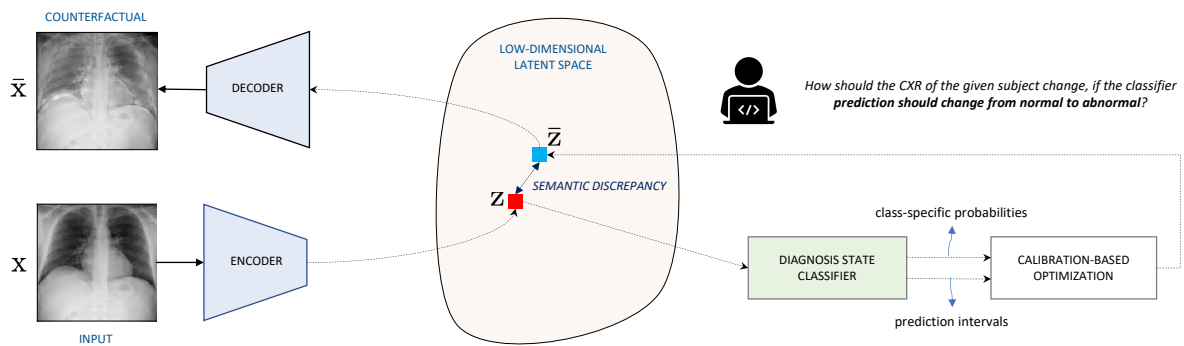 COUNTERFACTUAL
x̄
DECODER
LOW-DIMENSIONAL
LATENT SPACE
</>
How should the CXR of the given subject change, if the classifier
prediction should change from normal to abnormal?
z̄
SEMANTIC DISCREPANCY
z
x
ENCODER
INPUT
class-specific probabilities
DIAGNOSIS STATE
CLASSIFIER
CALIBRATION-BASED
OPTIMIZATION
prediction intervals